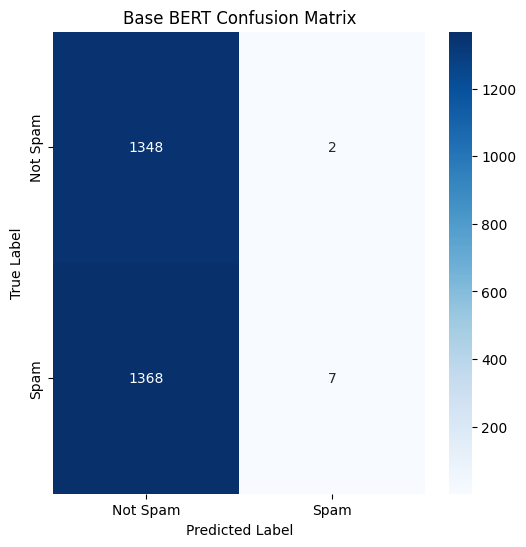 Base BERT Confusion Matrix
Not Spam
1348
2
1200
1000
800
600
400
200
True Label
Spam
1368
7
Not Spam
Spam
Predicted Label